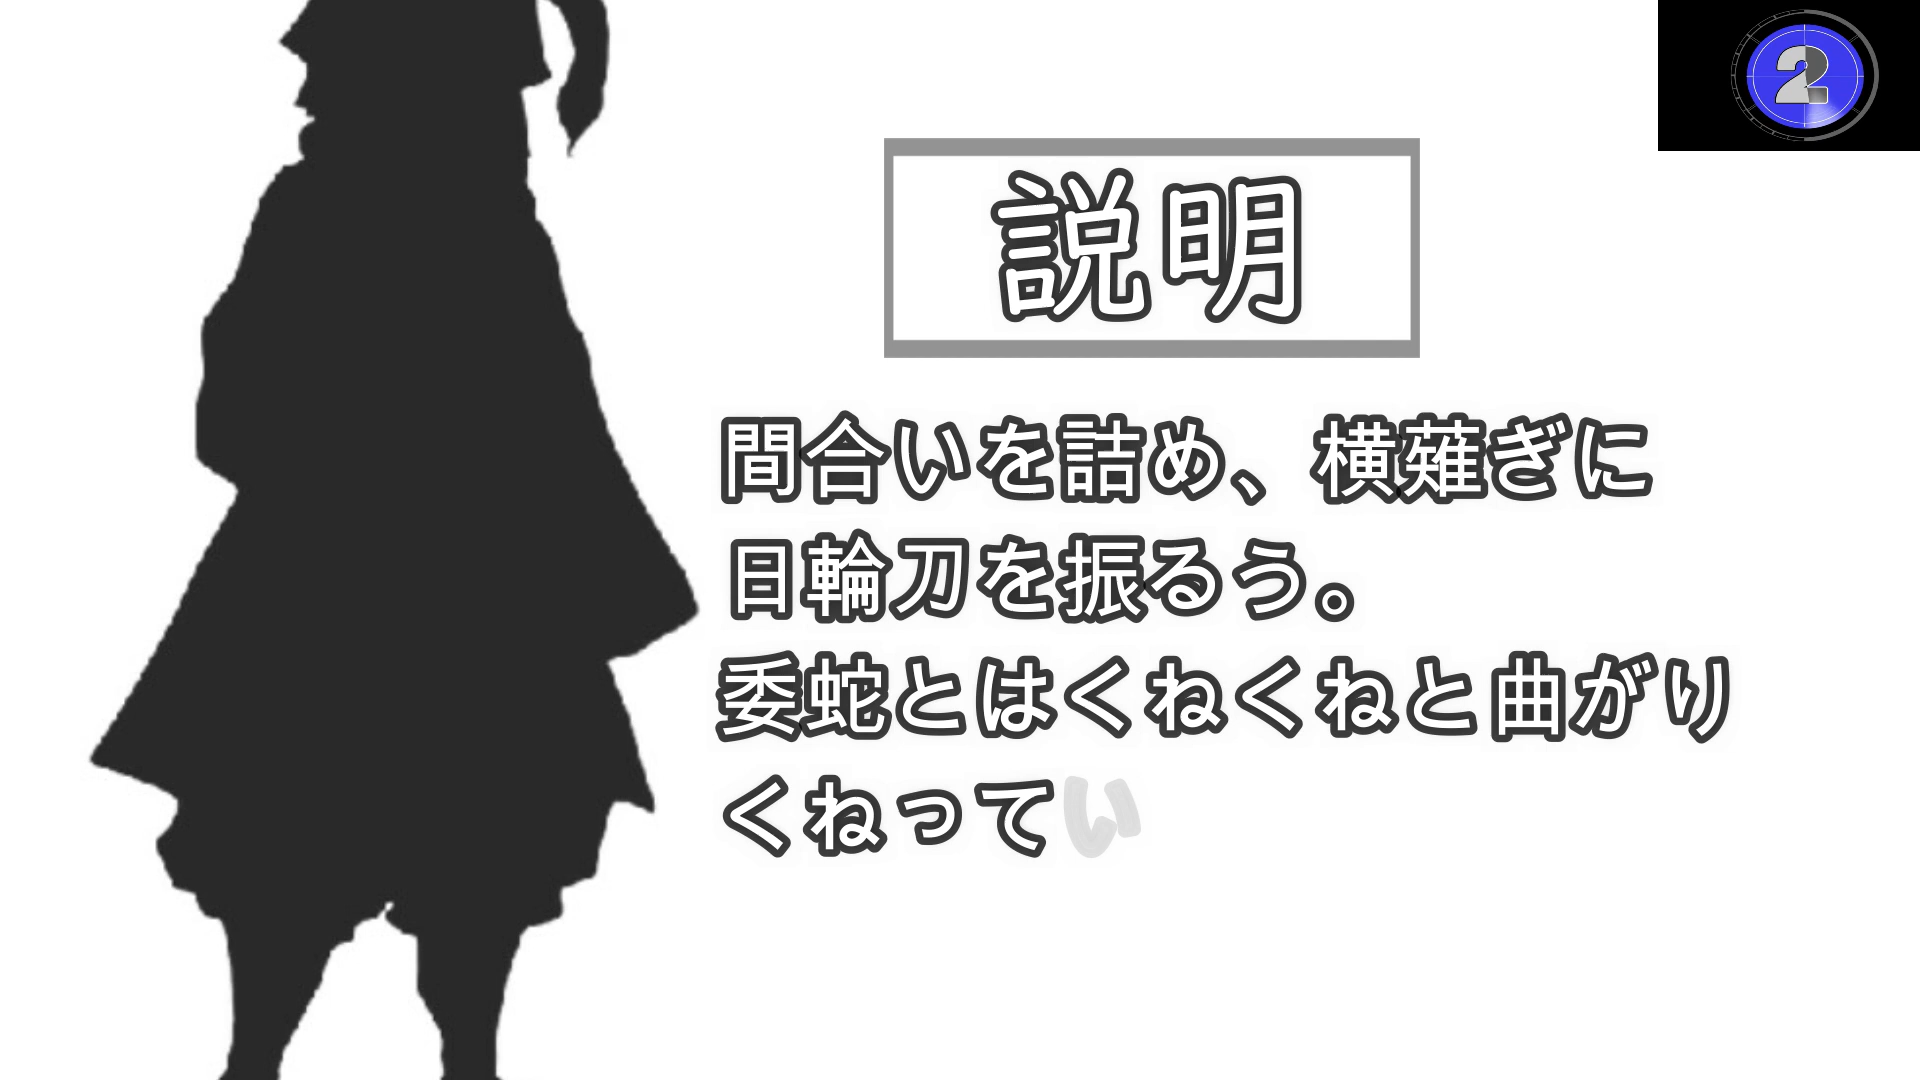 2
説明
間合いを詰め、横薙ぎに
日輪刀を振るう。
委蛇とはくねくねと曲がり
くねってい